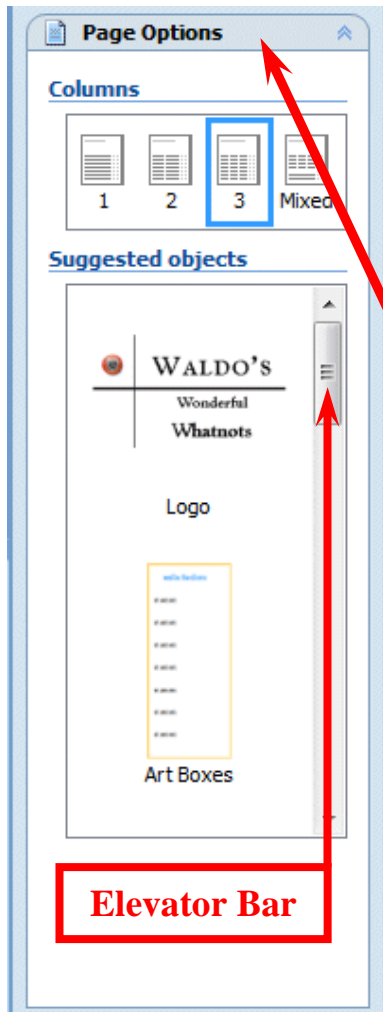 Page Options
Columns
1 2 3 Mixed
Suggested objects
WALDO'S
Wonderful
Whatnots
Logo
Art Boxes
Elevator Bar